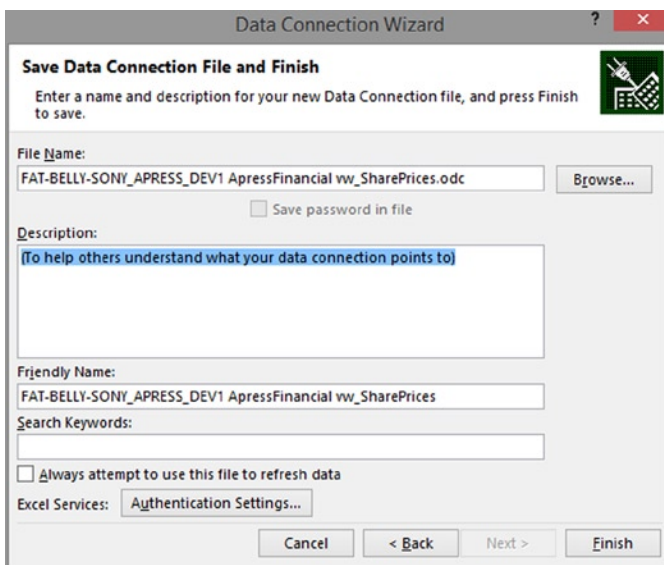 Data Connection Wizard
? ×
Save Data Connection File and Finish
Enter a name and description for your new Data Connection file, and press Finish
to save.
File Name:
FAT-BELLY-SONY_APRESS_DEV1 ApressFinancial vw_SharePrices.odc
Browse...
Save password in file
Description:
(To help others understand what your data connection points to)
Friendly Name:
FAT-BELLY-SONY_APRESS_DEV1 ApressFinancial vw_SharePrices
Search Keywords:
Always attempt to use this file to refresh data
Excel Services: Authentication Settings...
Cancel < Back Next > Finish